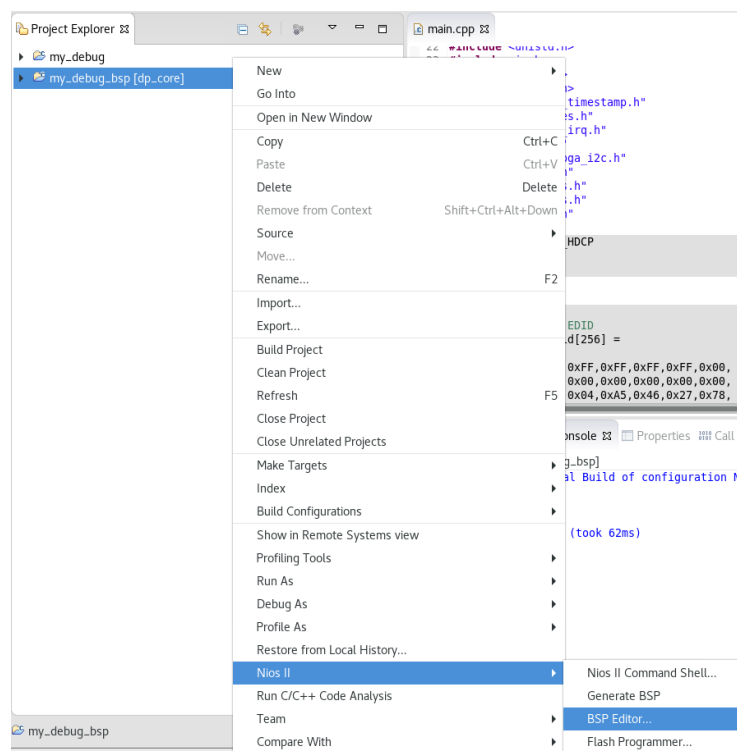 Project Explorer
main.cpp
my_debug
my_debug_bsp [dp_core]
New
Go Into
Open in New Window
Copy Ctrl+C
Paste Ctrl+V
Delete Delete
Remove from Context Shift+Ctrl+Alt+Down
Source
Move...
Rename... F2
Import...
Export...
Build Project
Clean Project
Refresh F5
Close Project
Close Unrelated Projects
Make Targets
Index
Build Configurations
Show in Remote Systems view
Profiling Tools
Run As
Debug As
Profile As
Restore from Local History...
Nios II
Run C/C++ Code Analysis
Team
Compare With
Nios II Command Shell...
Generate BSP
BSP Editor...
Flash Programmer...
22 #include <unistd.h>
>
timestamp.h"
es.h"
irq.h"
oga_i2c.h"
"
s.h"
s.h"
"
_HDCP
EDID
d[256] =
0xFF,0xFF,0xFF,0xFF,0x00,
0x00,0x00,0x00,0x00,0x00,
0x04,0xA5,0x46,0x27,0x78,
onsole Properties Call
g_bsp]
al Build of configuration N
(took 62ms)
my_debug_bsp